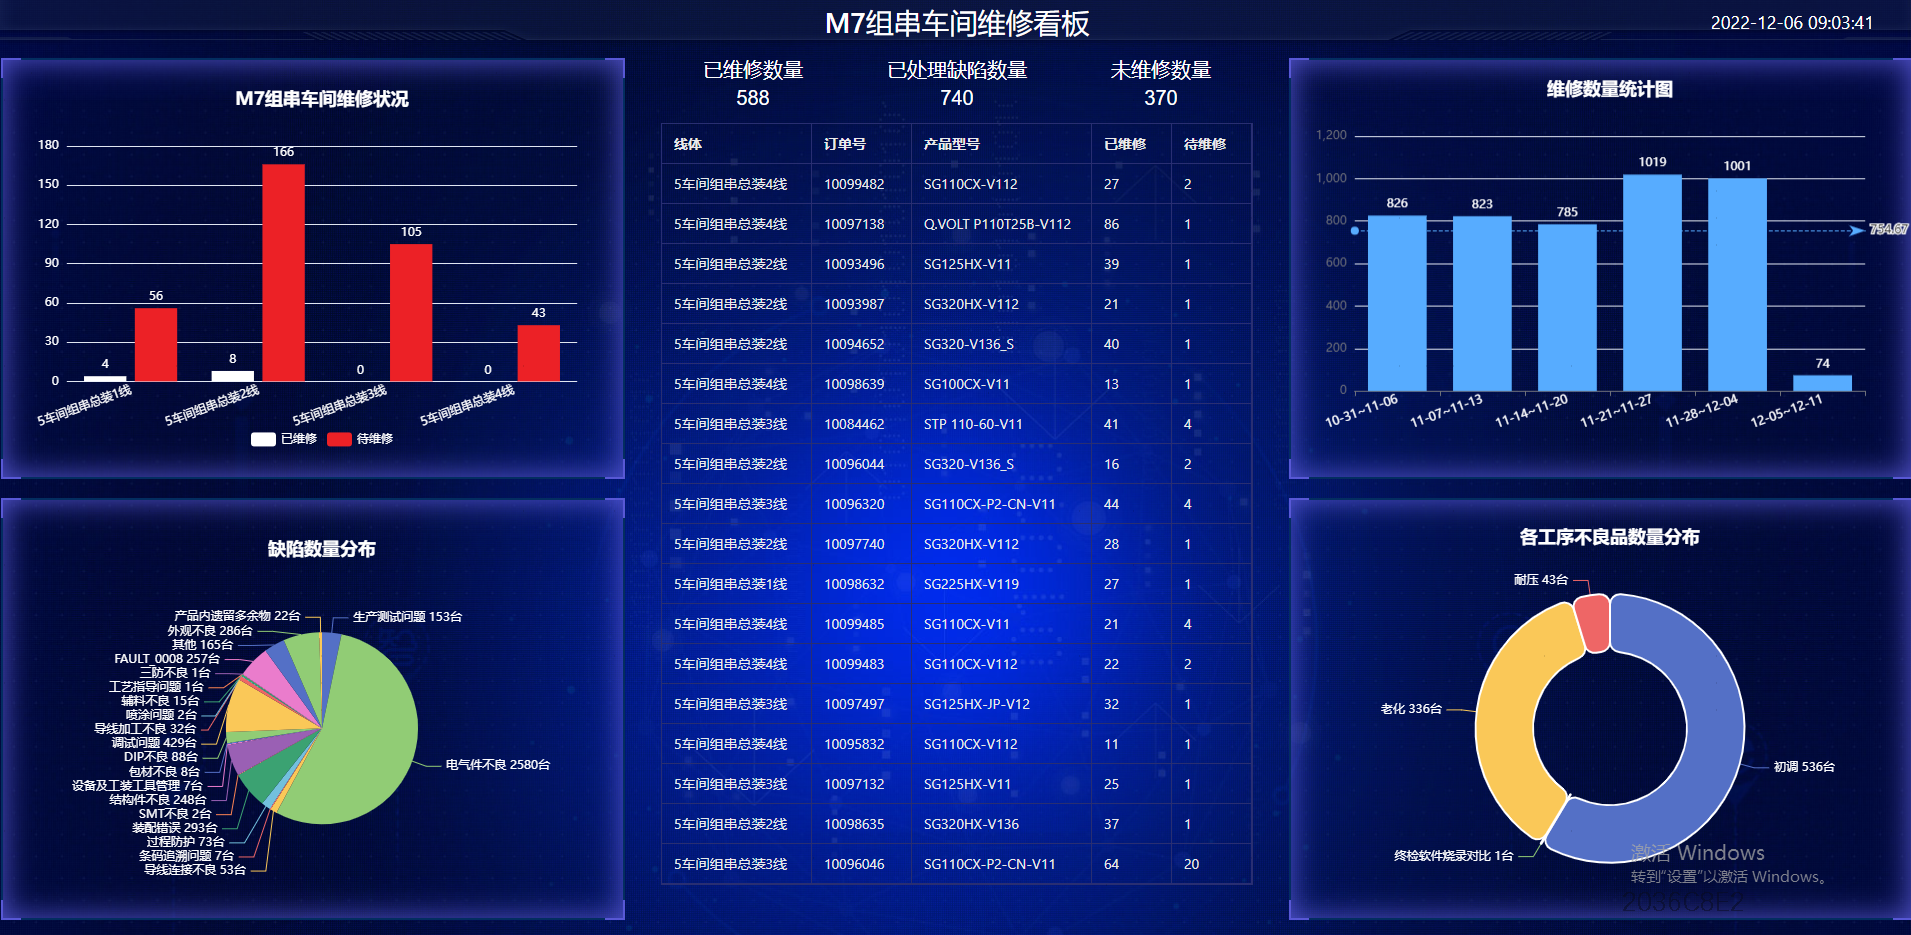 M7组串车间维修看板
2022-12-06 09:03:41
M7组串车间维修状况
180
150
120
90
60
30
0
4
56
8
166
0
105
0
43
5车间组串总装1线
5车间组串总装2线
5车间组串总装3线
5车间组串总装4线
已维修 待维修
缺陷数量分布
产品内遗留多余物 22台
外观不良 286台
其他 165台
FAULT_0008 257台
三防不良 1台
工艺指导问题 1台
辅料不良 15台
喷涂问题 2台
导线加工不良 32台
调试问题 429台
DIP不良 88台
包材不良 8台
设备及工装工具管理 7台
结构件不良 248台
SMT不良 2台
装配错误 293台
过程防护 73台
条码追溯问题 7台
导线连接不良 53台
生产测试问题 153台
电气件不良 2580台
已维修数量 已处理缺陷数量 未维修数量
588 740 370
线体 订单号 产品型号 已维修 待维修
5车间组串总装4线 10099482 SG110CX-V112 27 2
5车间组串总装4线 10097138 Q.VOLT P110T25B-V112 86 1
5车间组串总装2线 10093496 SG125HX-V11 39 1
5车间组串总装2线 10093987 SG320HX-V112 21 1
5车间组串总装2线 10094652 SG320-V136_S 40 1
5车间组串总装4线 10098639 SG100CX-V11 13 1
5车间组串总装3线 10084462 STP 110-60-V11 41 4
5车间组串总装2线 10096044 SG320-V136_S 16 2
5车间组串总装3线 10096320 SG110CX-P2-CN-V11 44 4
5车间组串总装2线 10097740 SG320HX-V112 28 1
5车间组串总装1线 10098632 SG225HX-V119 27 1
5车间组串总装4线 10099485 SG110CX-V11 21 4
5车间组串总装4线 10099483 SG110CX-V112 22 2
5车间组串总装3线 10097497 SG125HX-JP-V12 32 1
5车间组串总装4线 10095832 SG110CX-V112 11 1
5车间组串总装3线 10097132 SG125HX-V11 25 1
5车间组串总装2线 10098635 SG320HX-V136 37 1
5车间组串总装3线 10096046 SG110CX-P2-CN-V11 64 20
维修数量统计图
1,200
1,000
800
600
400
200
0
826
823
785
1019
1001
74
754.67
10-31~11-06
11-07~11-13
11-14~11-20
11-21~11-27
11-28~12-04
12-05~12-11
各工序不良品数量分布
耐压 43台
老化 336台
初调 536台
终检软件烧录对比 1台
激活 Windows
转到“设置”以激活 Windows。
2036C8E2